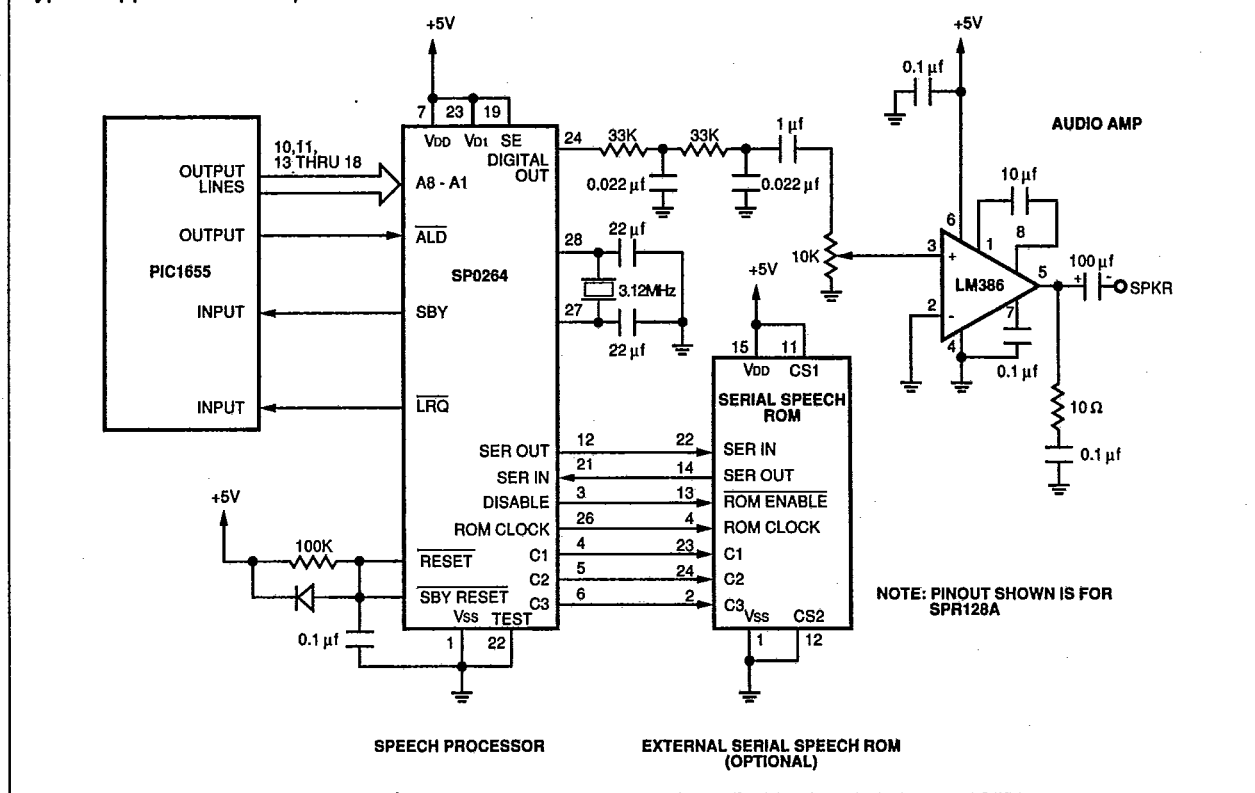 +5V
+5V
0.1 µf
AUDIO AMP
7 23 19
VDD VD1 SE
24
33K
33K
1 µf
10,11,
13 THRU 18
DIGITAL
OUT
OUTPUT
LINES
A8 - A1
0.022 µf
0.022 µf
10 µf
6
1
8
OUTPUT
ALD
28
22 µf
3
+
100 µf
10K
5
+
-
SPKR
PIC1655
SP0264
3.12MHz
+5V
LM386
27
2
-
7
INPUT
SBY
22 µf
4
0.1 µf
15 11
VDD CS1
SERIAL SPEECH
ROM
INPUT
LRQ
10 Ω
SER OUT 12 22 SER IN
0.1 µf
SER IN 21 14 SER OUT
DISABLE 3 13 ROM ENABLE
+5V
ROM CLOCK 26 4 ROM CLOCK
100K
RESET
C1 4 23 C1
C2 5 24 C2
SBY RESET
C3 6 2 C3
NOTE: PINOUT SHOWN IS FOR
SPR128A
VSS TEST
VSS CS2
0.1 µf
1 22
1 12
SPEECH PROCESSOR
EXTERNAL SERIAL SPEECH ROM
(OPTIONAL)